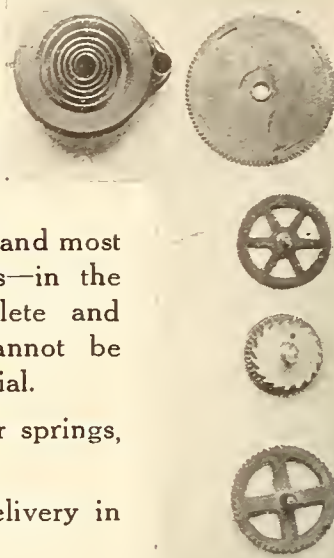 and most
s—in the
lete and
annot be
ial.
r springs,
elivery in